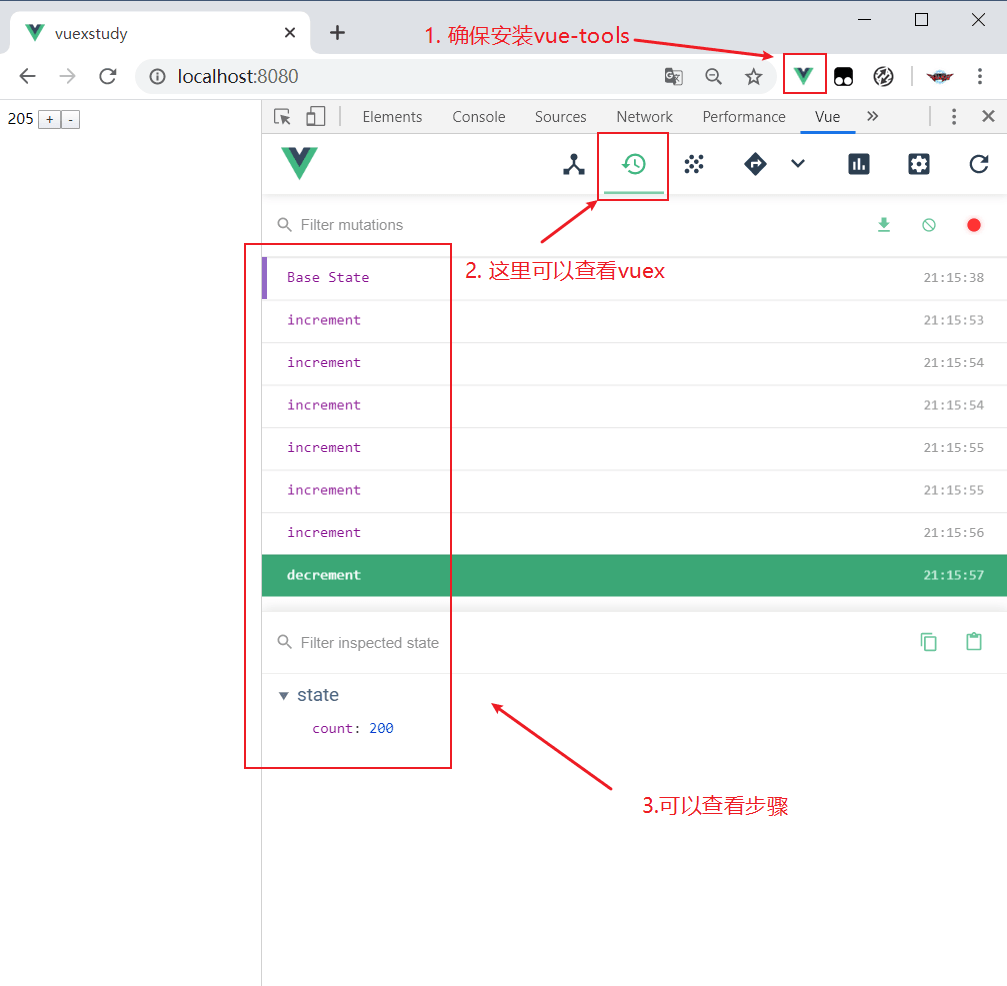 vuexstudy
1. 确保安装vue-tools
localhost:8080
205 + -
Elements Console Sources Network Performance Vue
Filter mutations
2. 这里可以查看vuex
Base State 21:15:38
increment 21:15:53
increment 21:15:54
increment 21:15:54
increment 21:15:55
increment 21:15:55
increment 21:15:56
decrement 21:15:57
Filter inspected state
state
count: 200
3.可以查看步骤